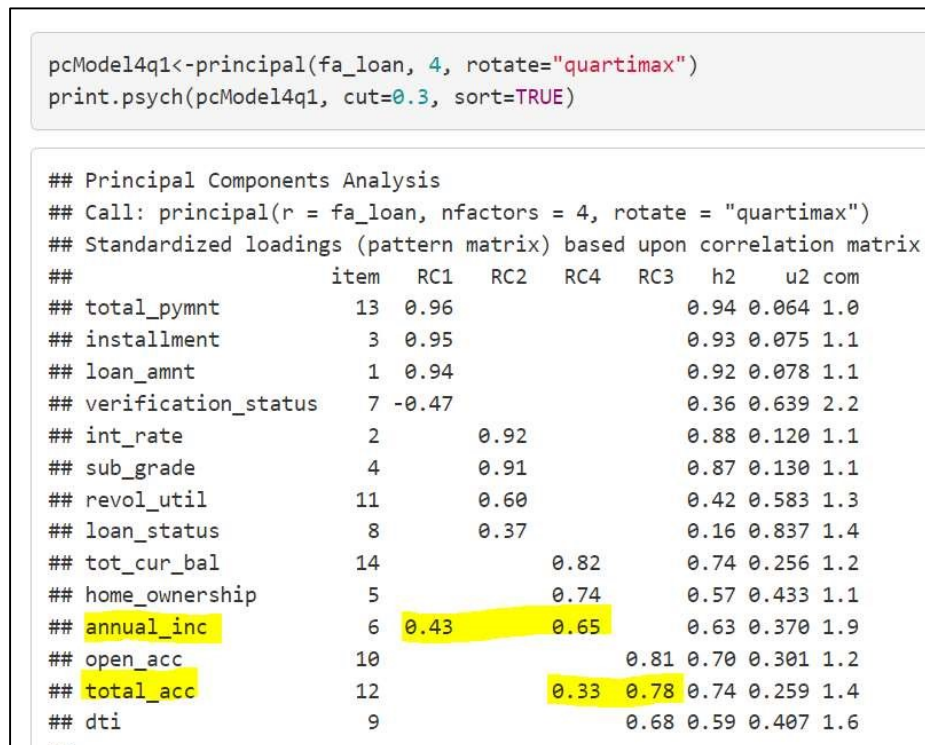 pcModel4q1<-principal(fa_loan, 4, rotate="quartimax")
print.psych(pcModel4q1, cut=0.3, sort=TRUE)
## Principal Components Analysis
## Call: principal(r = fa_loan, nfactors = 4, rotate = "quartimax")
## Standardized loadings (pattern matrix) based upon correlation matrix
##                     item   RC1   RC2   RC4   RC3   h2    u2 com
## total_pymnt           13  0.96                   0.94 0.064 1.0
## installment            3  0.95                   0.93 0.075 1.1
## loan_amnt              1  0.94                   0.92 0.078 1.1
## verification_status    7 -0.47                   0.36 0.639 2.2
## int_rate               2        0.92             0.88 0.120 1.1
## sub_grade              4        0.91             0.87 0.130 1.1
## revol_util            11        0.60             0.42 0.583 1.3
## loan_status            8        0.37             0.16 0.837 1.4
## tot_cur_bal           14              0.82       0.74 0.256 1.2
## home_ownership         5              0.74       0.57 0.433 1.1
## annual_inc             6  0.43        0.65       0.63 0.370 1.9
## open_acc              10                    0.81 0.70 0.301 1.2
## total_acc             12              0.33  0.78 0.74 0.259 1.4
## dti                    9                    0.68 0.59 0.407 1.6
##